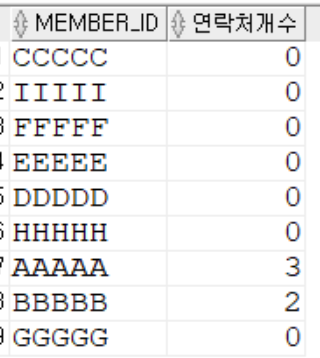 MEMBER_ID 연락처개수
CCCCC 0
2 IIIII 0
3 FFFFF 0
4 EEEEE 0
5 DDDDD 0
6 HHHHH 0
7 AAAAA 3
8 BBBBB 2
9 GGGGG 0